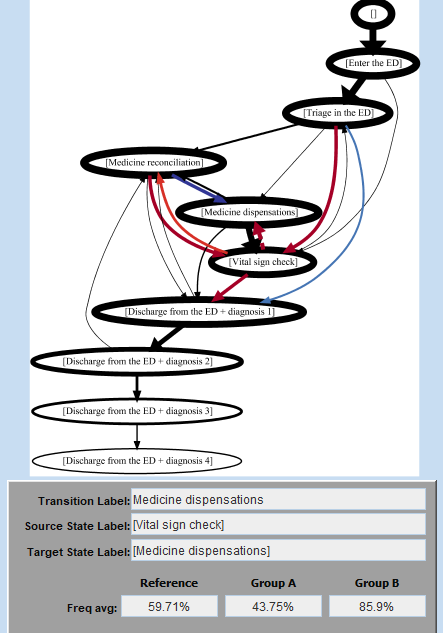 []
[Enter the ED]
[Triage in the ED]
[Medicine reconciliation]
[Medicine dispensations]
[Vital sign check]
[Discharge from the ED + diagnosis 1]
[Discharge from the ED + diagnosis 2]
[Discharge from the ED + diagnosis 3]
[Discharge from the ED + diagnosis 4]
Transition Label: Medicine dispensations
Source State Label: [Vital sign check]
Target State Label: [Medicine dispensations]
Reference Group A Group B
Freq avg: 59.71% 43.75% 85.9%